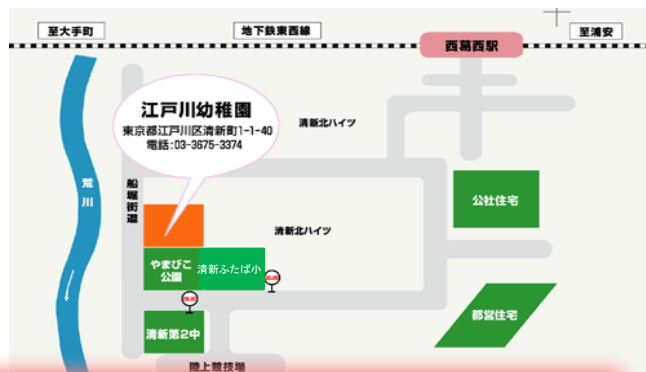 至大手町
地下鉄東西線
西葛西駅
至浦安
江戸川幼稚園
東京都江戸川区清新町1-1-40
電話:03-3675-3374
清新北ハイツ
荒川
船堀街道
公社住宅
清新北ハイツ
やまびこ
公園
清新ふたば小
BUS
BUS
都営住宅
清新第2中
陸上競技場